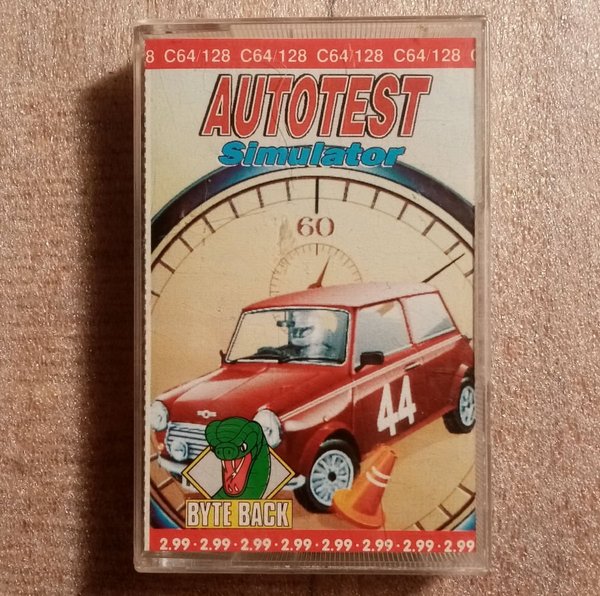 8 C64/128 C64/128 C64/128 C64/128 C
AUTOTEST
Simulator
60
44
BYTE BACK
2.99 · 2.99 · 2.99 · 2.99 · 2.99 · 2.99 · 2.99 · 2.99